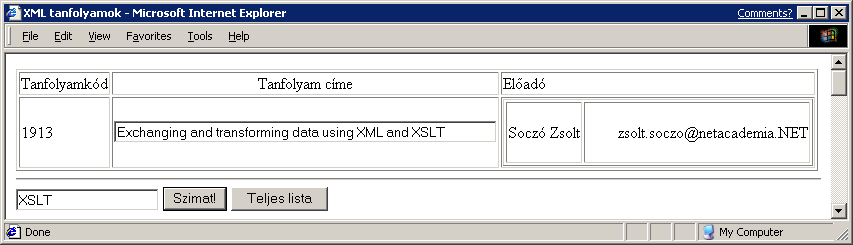 XML tanfolyamok - Microsoft Internet Explorer Comments?
File Edit View Favorites Tools Help
Tanfolyamkód Tanfolyam címe Előadó
1913 Exchanging and transforming data using XML and XSLT Soczó Zsolt zsolt.soczo@netacademia.NET
XSLT Szimat! Teljes lista
Done My Computer